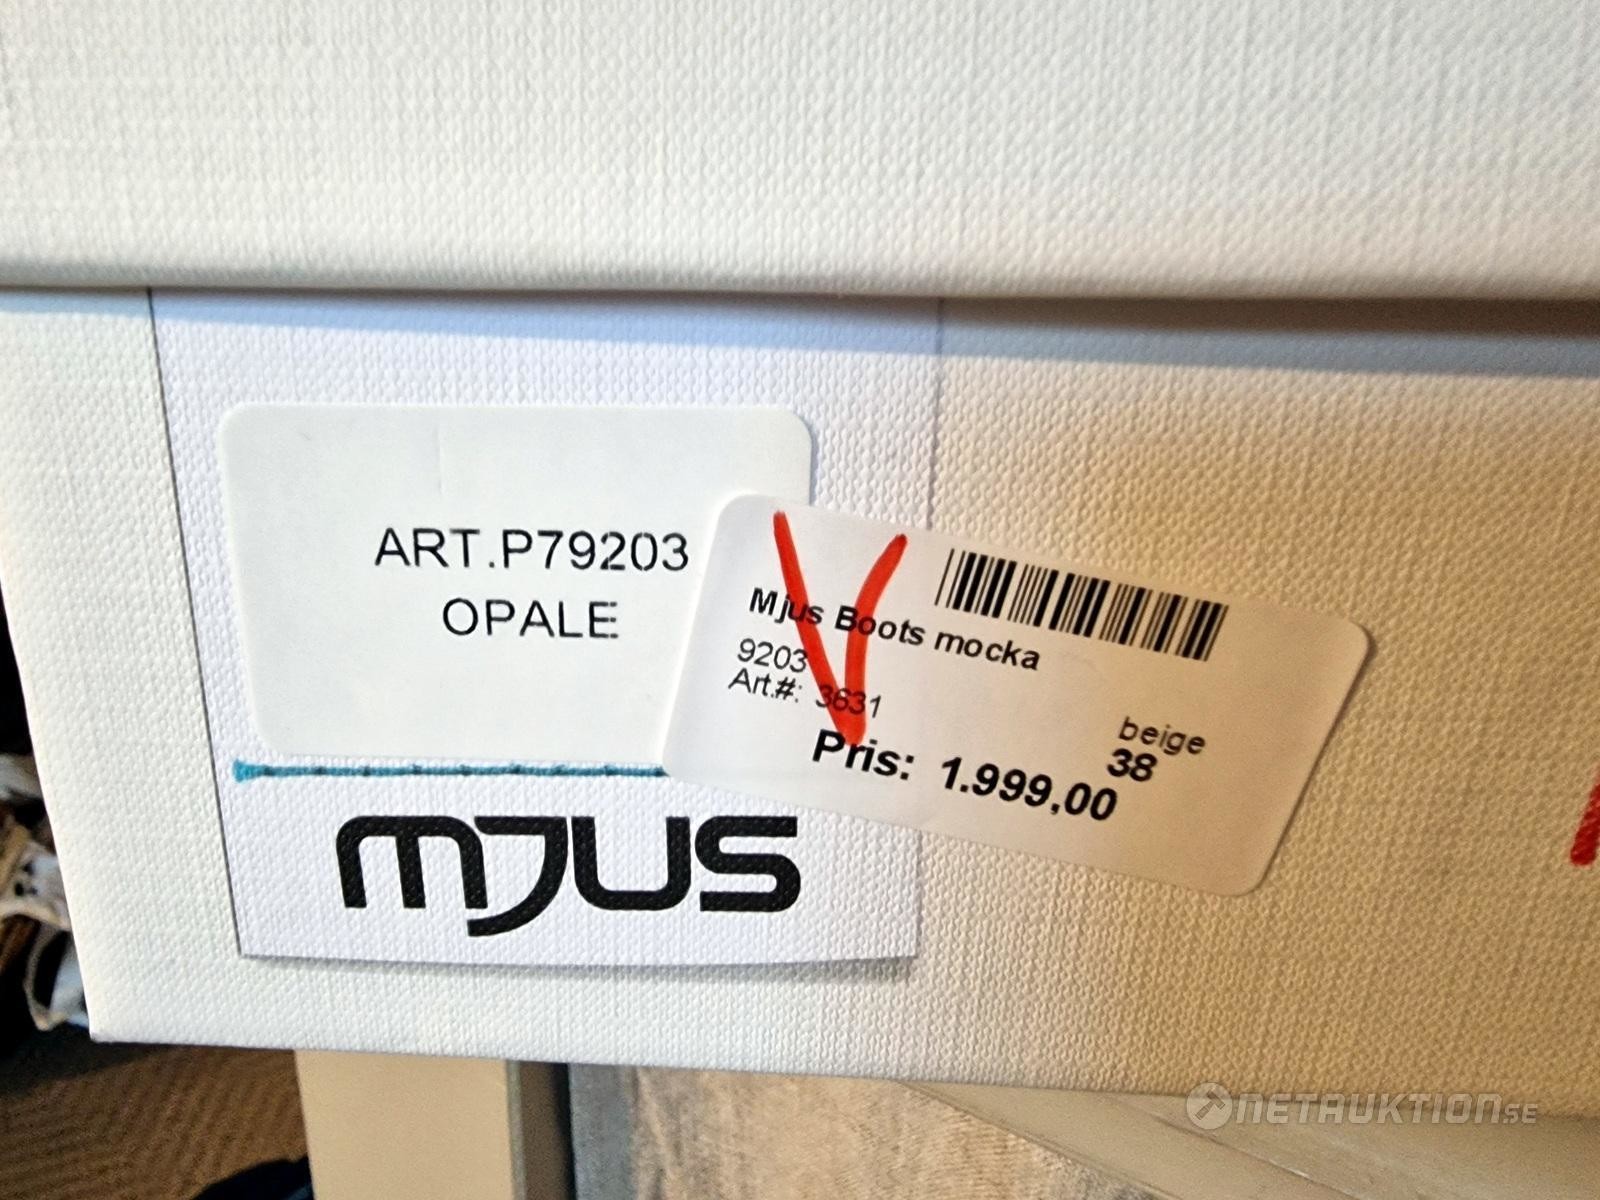 ART.P79203
OPALE
mjus
Mjus Boots mocka
9203
Art.#: 3631
beige
38
Pris: 1.999,00
NETAUKTION.SE